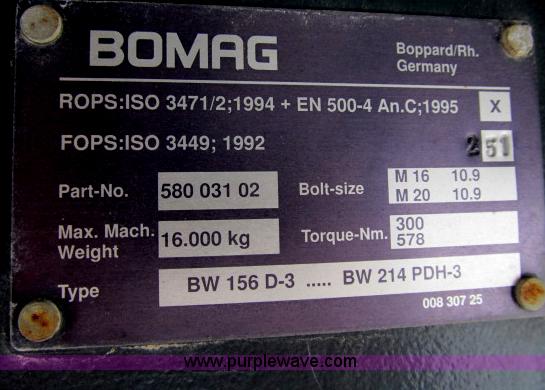 BOMAG
Boppard/Rh.
Germany
ROPS:ISO 3471/2;1994 + EN 500-4 An.C;1995 X
FOPS:ISO 3449; 1992
251
Part-No. 580 031 02
Bolt-size M 16 10.9
M 20 10.9
Max. Mach. Weight 16.000 kg
Torque-Nm. 300
578
Type BW 156 D-3 ..... BW 214 PDH-3
008 307 25
www.purplewave.com